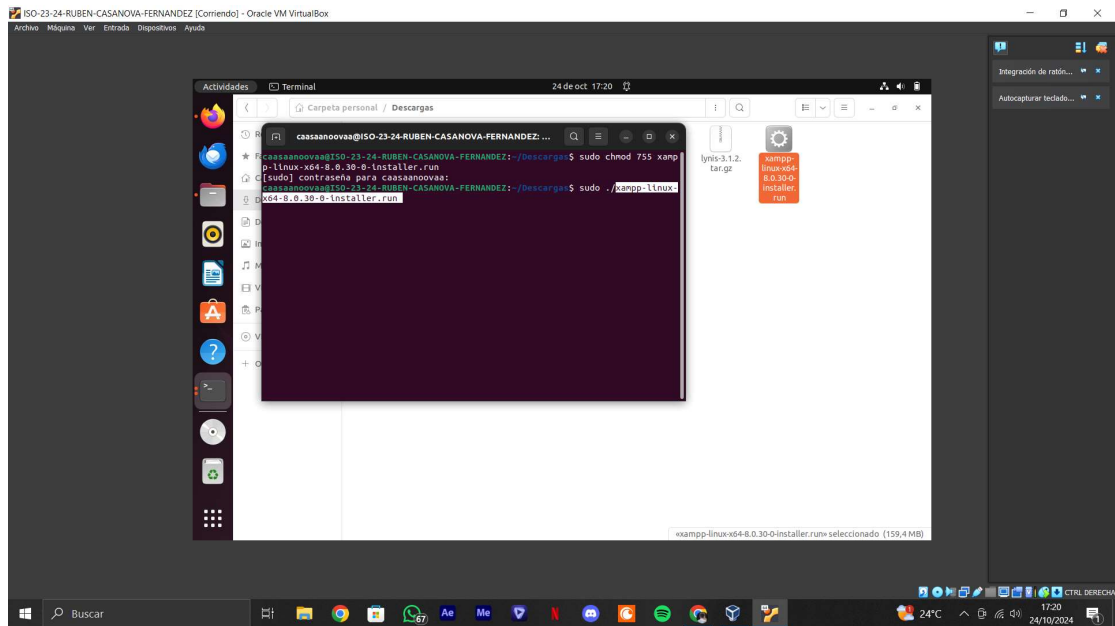 ISO-23-24-RUBEN-CASANOVA-FERNANDEZ [Corriendo] - Oracle VM VirtualBox
Archivo Máquina Ver Entrada Dispositivos Ayuda
Integración de ratón...
Autocapturar teclado...
Actividades Terminal 24 de oct 17:20
Carpeta personal / Descargas
caasaanoovaa@ISO-23-24-RUBEN-CASANOVA-FERNANDEZ: ...
caasaanoovaa@ISO-23-24-RUBEN-CASANOVA-FERNANDEZ:~/Descargas$ sudo chmod 755 xamp
p-linux-x64-8.0.30-0-installer.run
[sudo] contraseña para caasaanoovaa:
caasaanoovaa@ISO-23-24-RUBEN-CASANOVA-FERNANDEZ:~/Descargas$ sudo ./xampp-linux-
x64-8.0.30-0-installer.run
lynis-3.1.2.
tar.gz
xampp-
linux-x64-
8.0.30-0-
installer.
run
«xampp-linux-x64-8.0.30-0-installer.run» seleccionado (159,4 MB)
CTRL DERECHA
Buscar
67
Ae
Me
24°C
17:20
24/10/2024
1